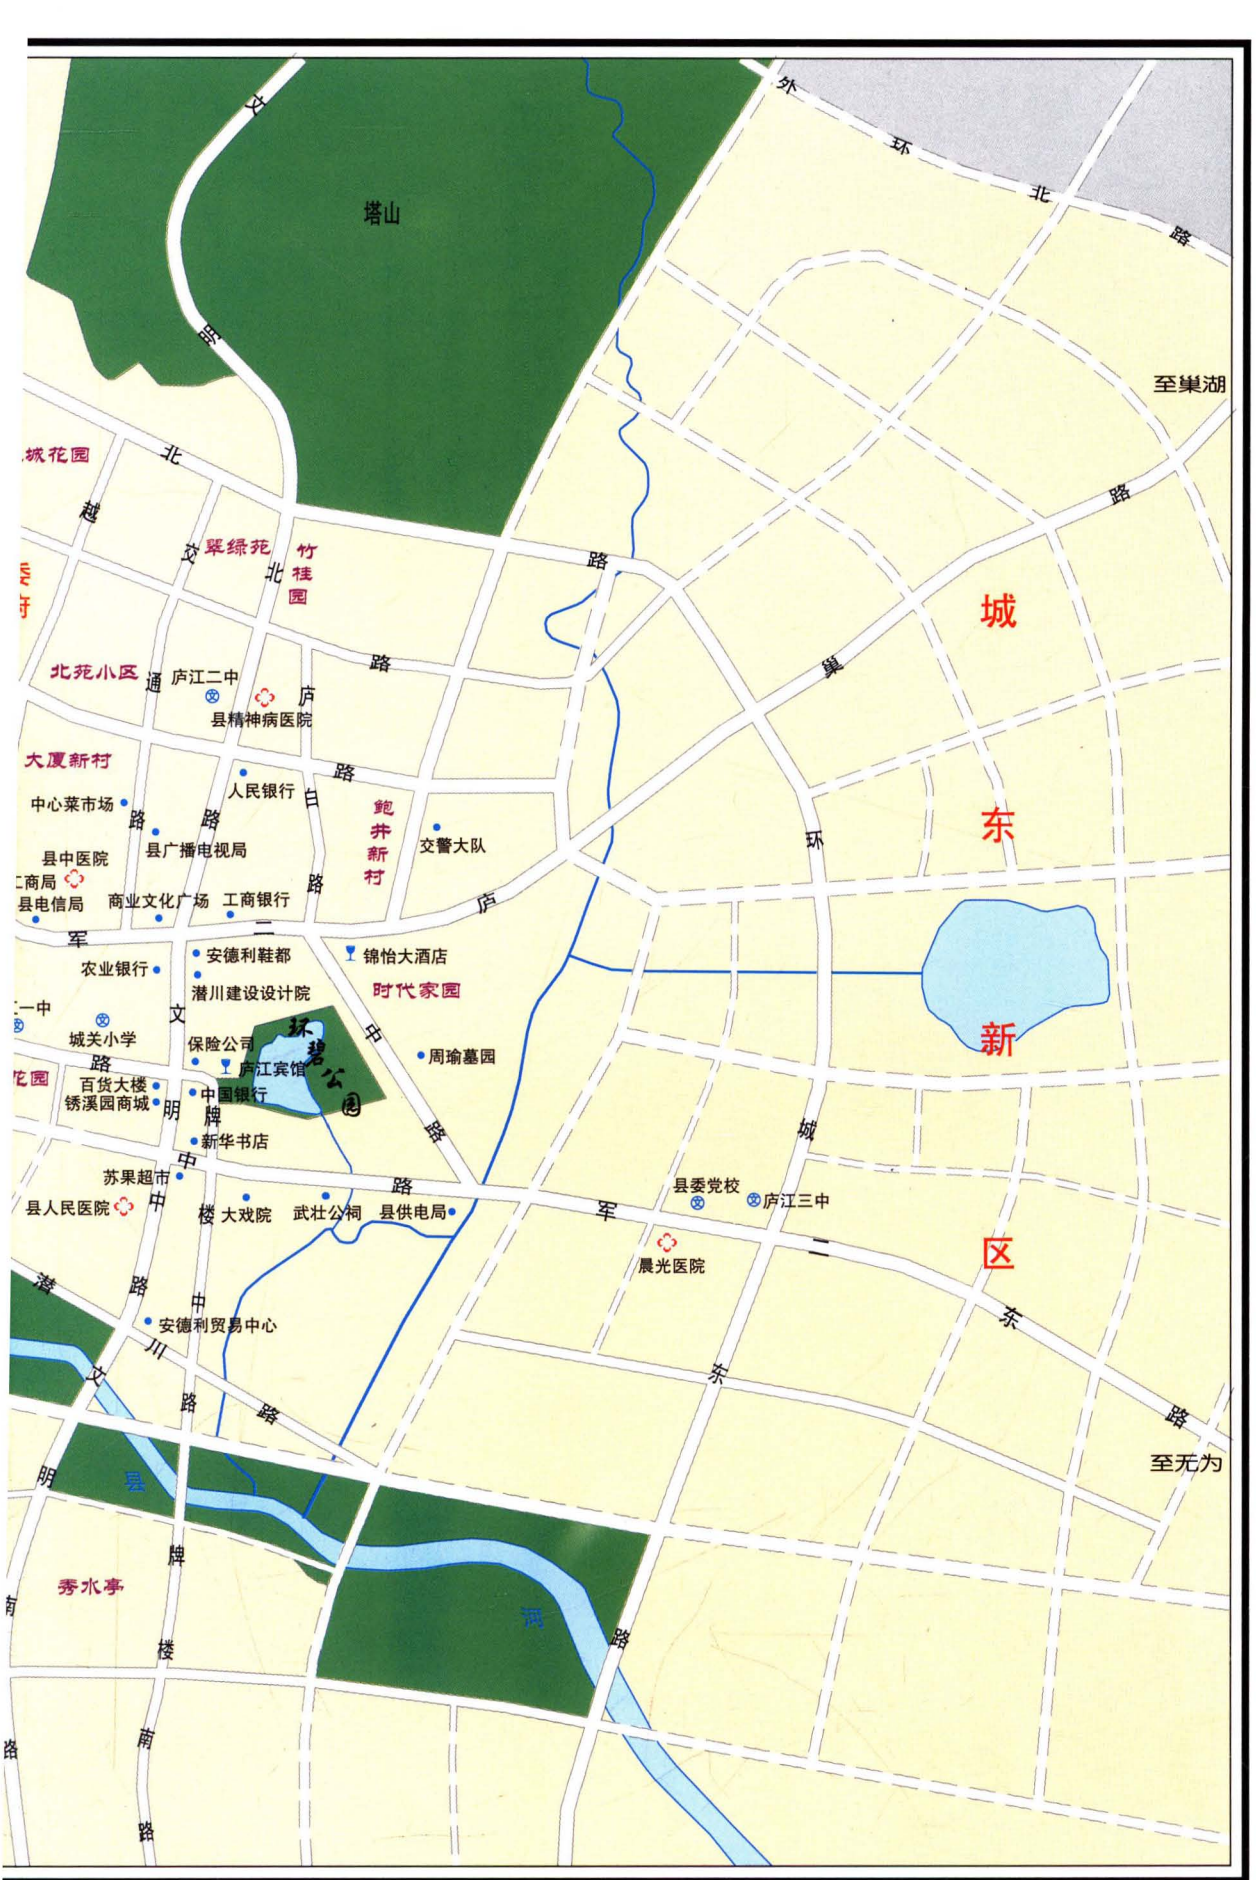 外环北路
文明北路
塔山
至巢湖
城花园
北
路
越
交通路
翠绿苑
竹桂园
城东新区
北苑小区
庐江二中
县精神病医院
路
庐白路
大厦新村
路
人民银行
中心菜市场
县广播电视局
鲍井新村
交警大队
庐巢路
县中医院
工商局
县电信局
商业文化广场
工商银行
军二路
安德利鞋都
锦怡大酒店
农业银行
潜川建设设计院
时代家园
一中
城关小学
保险公司
庐江宾馆
环碧公园
周瑜墓园
路
花园
百货大楼
绣溪园商城
中国银行
文明中路
新华书店
中路
苏果超市
县人民医院
大戏院
武壮公祠
县供电局
牌楼中路
县委党校
庐江三中
晨光医院
军二东路
环城东路
至无为
安德利贸易中心
潜川路
文明南路
县河
秀水亭
牌楼南路